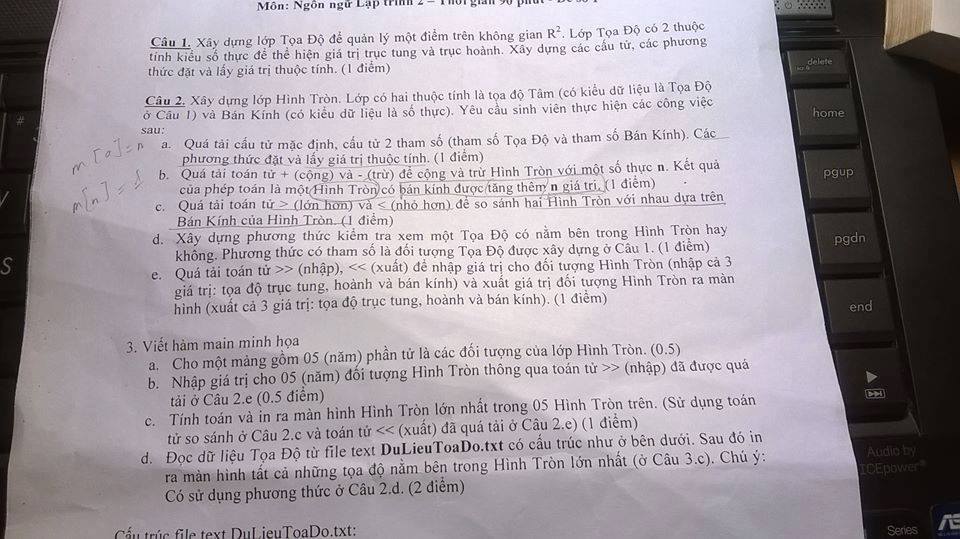 Môn: Ngôn ngữ Lập trình 2 – Thời gian 90 phút - Đề số 1
Câu 1. Xây dựng lớp Tọa Độ để quản lý một điểm trên không gian R². Lớp Tọa Độ có 2 thuộc
tính kiểu số thực để thể hiện giá trị trục tung và trục hoành. Xây dựng các cấu tử, các phương
thức đặt và lấy giá trị thuộc tính. (1 điểm)
Câu 2. Xây dựng lớp Hình Tròn. Lớp có hai thuộc tính là tọa độ Tâm (có kiểu dữ liệu là Tọa Độ
ở Câu 1) và Bán Kính (có kiểu dữ liệu là số thực). Yêu cầu sinh viên thực hiện các công việc
sau:
a. Quá tải cấu tử mặc định, cấu tử 2 tham số (tham số Tọa Độ và tham số Bán Kính). Các
phương thức đặt và lấy giá trị thuộc tính. (1 điểm)
b. Quá tải toán tử + (cộng) và - (trừ) để cộng và trừ Hình Tròn với một số thực n. Kết quả
của phép toán là một Hình Tròn có bán kính được tăng thêm n giá trị. (1 điểm)
c. Quá tải toán tử > (lớn hơn) và < (nhỏ hơn) để so sánh hai Hình Tròn với nhau dựa trên
Bán Kính của Hình Tròn. (1 điểm)
d. Xây dựng phương thức kiểm tra xem một Tọa Độ có nằm bên trong Hình Tròn hay
không. Phương thức có tham số là đối tượng Tọa Độ được xây dựng ở Câu 1. (1 điểm)
e. Quá tải toán tử >> (nhập), << (xuất) để nhập giá trị cho đối tượng Hình Tròn (nhập cả 3
giá trị: tọa độ trục tung, hoành và bán kính) và xuất giá trị đối tượng Hình Tròn ra màn
hình (xuất cả 3 giá trị: tọa độ trục tung, hoành và bán kính). (1 điểm)
m[0]=n
m[n]=1
3. Viết hàm main minh họa
a. Cho một mảng gồm 05 (năm) phần tử là các đối tượng của lớp Hình Tròn. (0.5)
b. Nhập giá trị cho 05 (năm) đối tượng Hình Tròn thông qua toán tử >> (nhập) đã được quá
tải ở Câu 2.e (0.5 điểm)
c. Tính toán và in ra màn hình Hình Tròn lớn nhất trong 05 Hình Tròn trên. (Sử dụng toán
tử so sánh ở Câu 2.c và toán tử << (xuất) đã quá tải ở Câu 2.e) (1 điểm)
d. Đọc dữ liệu Tọa Độ từ file text DuLieuToaDo.txt có cấu trúc như ở bên dưới. Sau đó in
ra màn hình tất cả những tọa độ nằm bên trong Hình Tròn lớn nhất (ở Câu 3.c). Chú ý:
Có sử dụng phương thức ở Câu 2.d. (2 điểm)
Cấu trúc file text DuLieuToaDo.txt:
delete
home
pgup
pgdn
end
#
S
Audio by
ICEpower®
Series